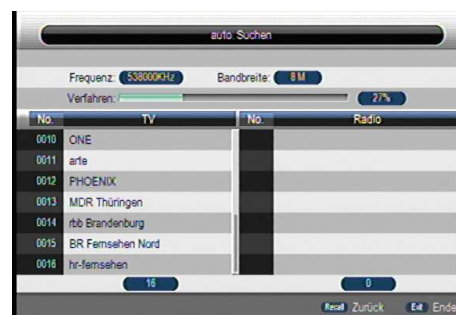 auto. Suchen
Frequenz: 538000KHz Bandbreite: 8 M
Verfahren: 27%
No. TV No. Radio
0010 ONE
0011 arte
0012 PHOENIX
0013 MDR Thüringen
0014 rbb Brandenburg
0015 BR Fernsehen Nord
0016 hr-fernsehen
16 0
Recall Zurück Exit Ende